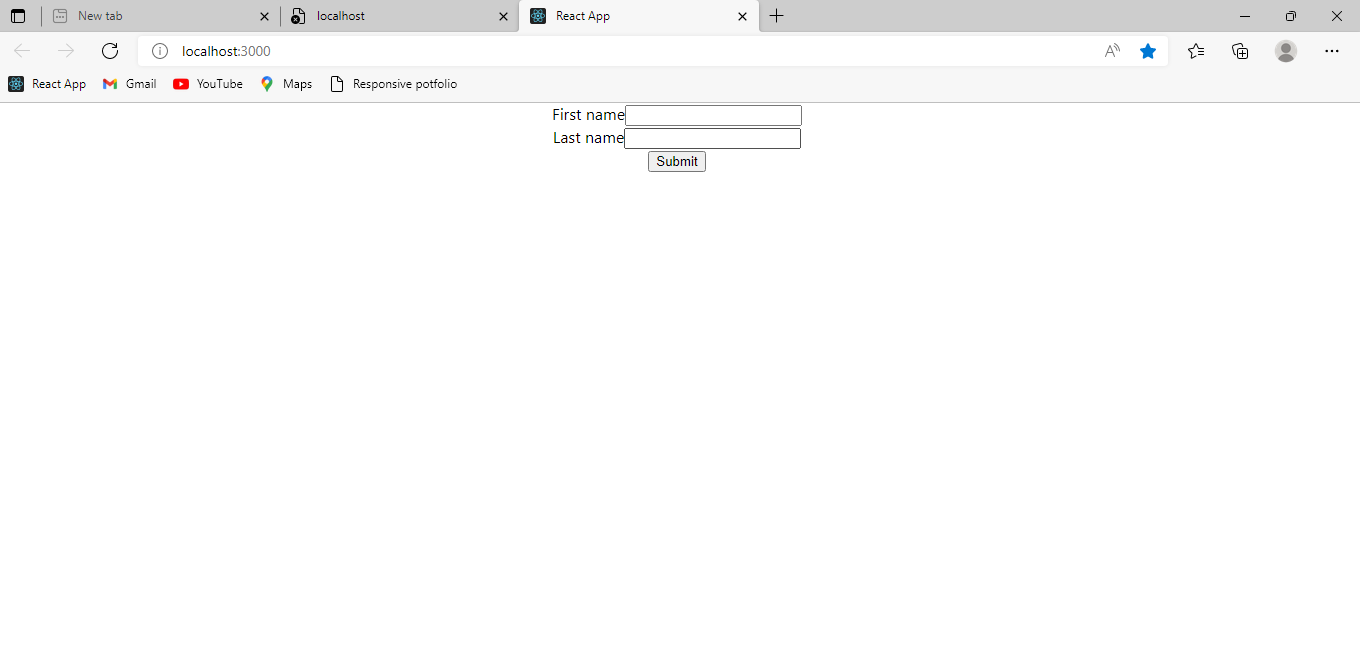 New tab localhost React App
localhost:3000
React App Gmail YouTube Maps Responsive potfolio
First name
Last name
Submit